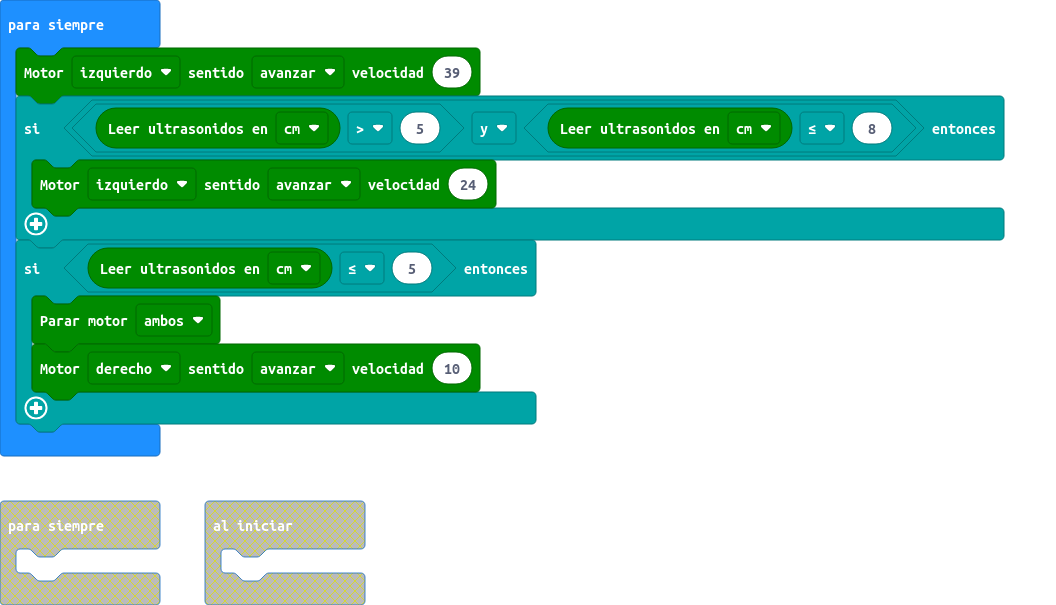 para siempre
Motor izquierdo sentido avanzar velocidad 39
si Leer ultrasonidos en cm > 5 y Leer ultrasonidos en cm ≤ 8 entonces
Motor izquierdo sentido avanzar velocidad 24
si Leer ultrasonidos en cm ≤ 5 entonces
Parar motor ambos
Motor derecho sentido avanzar velocidad 10
para siempre al iniciar